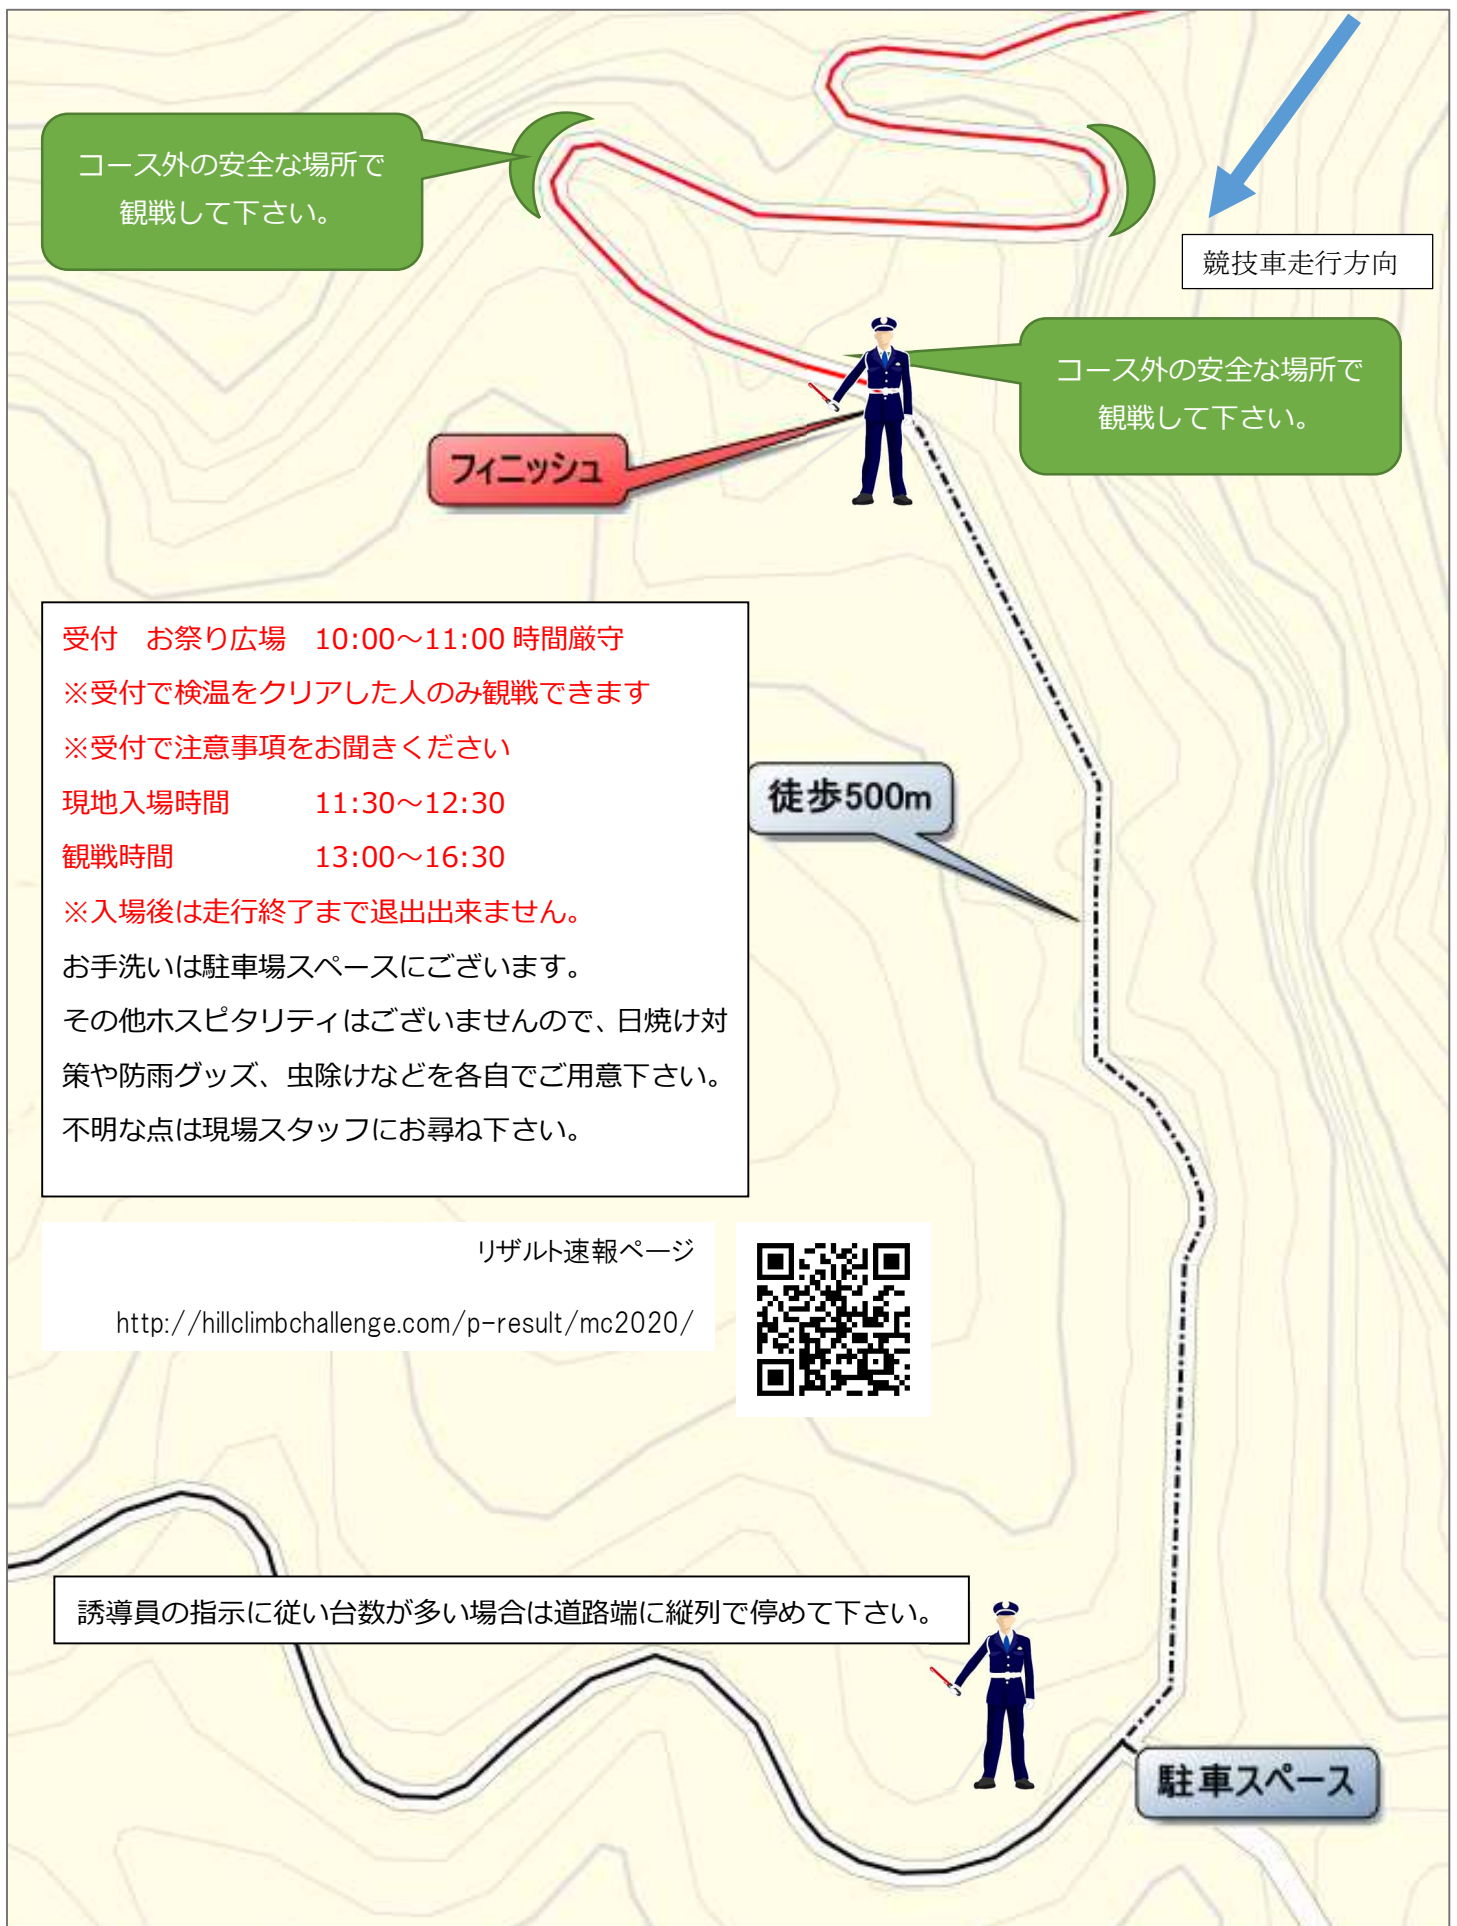 コース外の安全な場所で
観戦して下さい。
競技車走行方向
コース外の安全な場所で
観戦して下さい。
フィニッシュ
受付　お祭り広場　10:00～11:00 時間厳守
※受付で検温をクリアした人のみ観戦できます
※受付で注意事項をお聞きください
現地入場時間　　　11:30～12:30
観戦時間　　　　　13:00～16:30
※入場後は走行終了まで退出出来ません。
お手洗いは駐車場スペースにございます。
その他ホスピタリティはございませんので、日焼け対
策や防雨グッズ、虫除けなどを各自でご用意下さい。
不明な点は現場スタッフにお尋ね下さい。
徒歩500m
リザルト速報ページ
http://hillclimbchallenge.com/p-result/mc2020/
誘導員の指示に従い台数が多い場合は道路端に縦列で停めて下さい。
駐車スペース